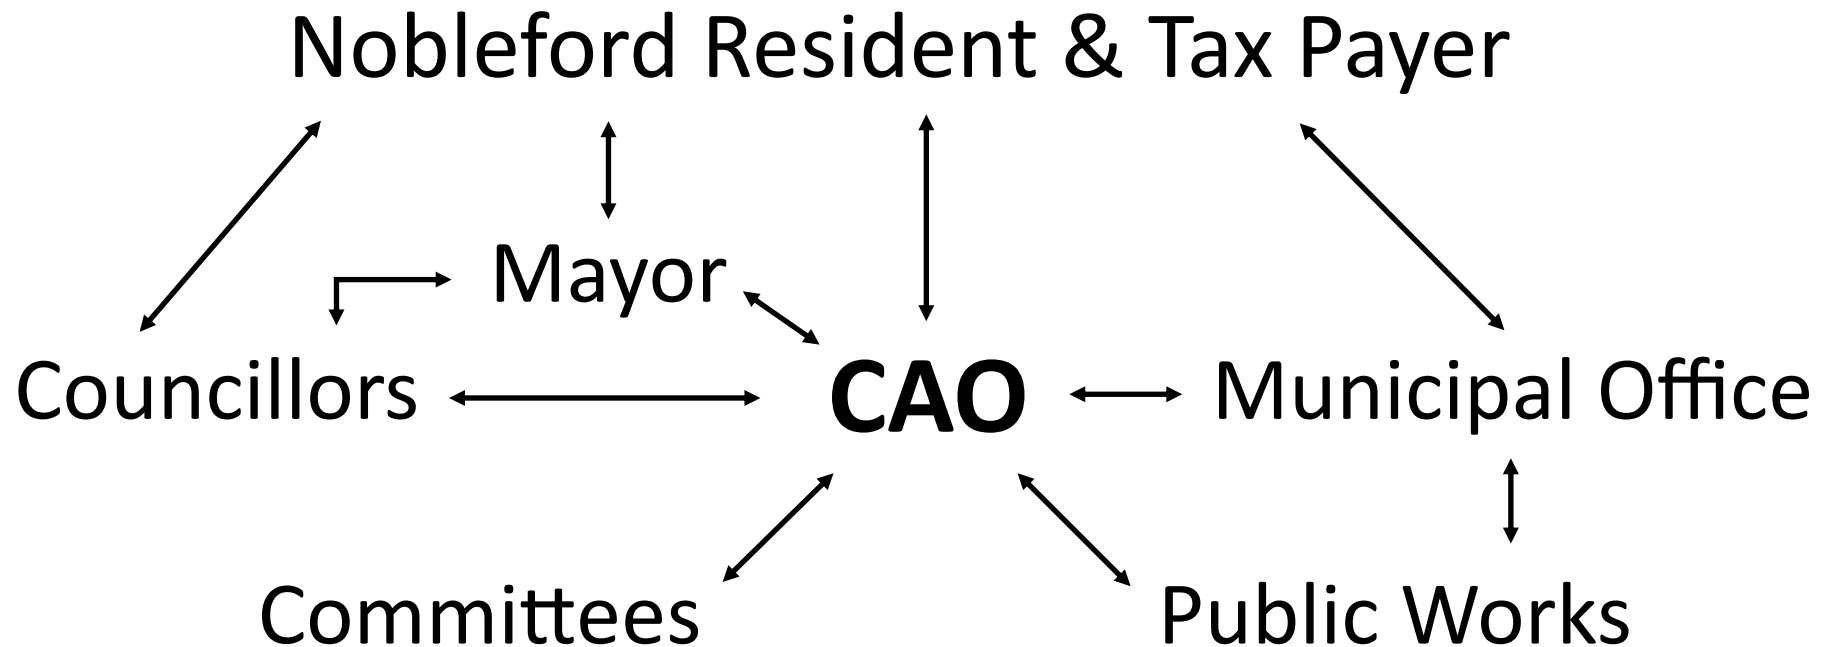 Nobleford Resident & Tax Payer
Mayor
Councillors
CAO
Municipal Office
Committees
Public Works